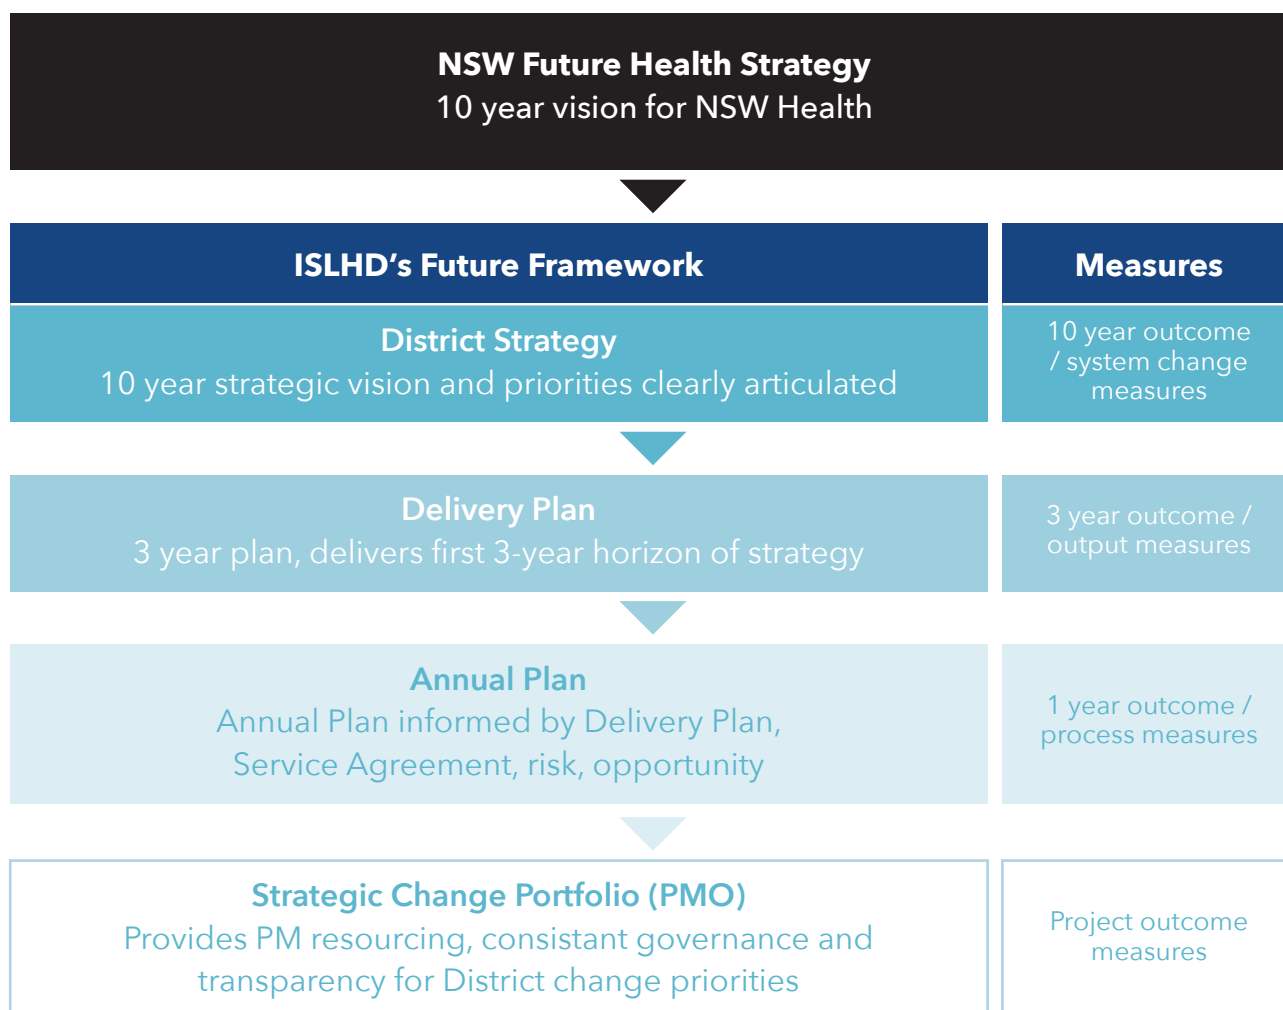 NSW Future Health Strategy
10 year vision for NSW Health
ISLHD's Future Framework
Measures
District Strategy
10 year strategic vision and priorities clearly articulated
10 year outcome
/ system change
measures
Delivery Plan
3 year plan, delivers first 3-year horizon of strategy
3 year outcome /
output measures
Annual Plan
Annual Plan informed by Delivery Plan,
Service Agreement, risk, opportunity
1 year outcome /
process measures
Strategic Change Portfolio (PMO)
Provides PM resourcing, consistant governance and
transparency for District change priorities
Project outcome
measures